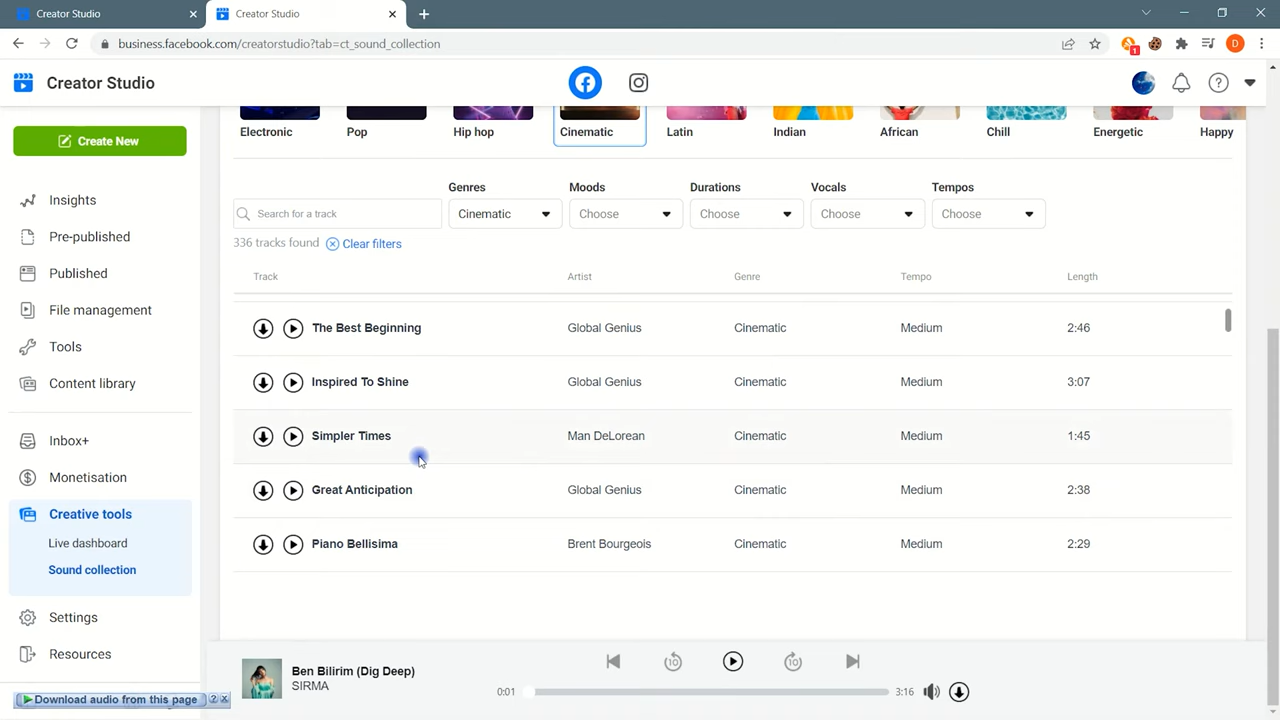 Creator Studio
Creator Studio
business.facebook.com/creatorstudio?tab=ct_sound_collection
1
D
Creator Studio
Create New
Insights
Pre-published
Published
File management
Tools
Content library
Inbox+
Monetisation
Creative tools
Live dashboard
Sound collection
Settings
Resources
Download audio from this page ? x
Electronic Pop Hip hop Cinematic Latin Indian African Chill Energetic Happy
Genres Moods Durations Vocals Tempos
Search for a track Cinematic Choose Choose Choose Choose
336 tracks found Clear filters
Track Artist Genre Tempo Length
The Best Beginning Global Genius Cinematic Medium 2:46
Inspired To Shine Global Genius Cinematic Medium 3:07
Simpler Times Man DeLorean Cinematic Medium 1:45
Great Anticipation Global Genius Cinematic Medium 2:38
Piano Bellisima Brent Bourgeois Cinematic Medium 2:29
Ben Bilirim (Dig Deep)
SIRMA
10 10
0:01 3:16